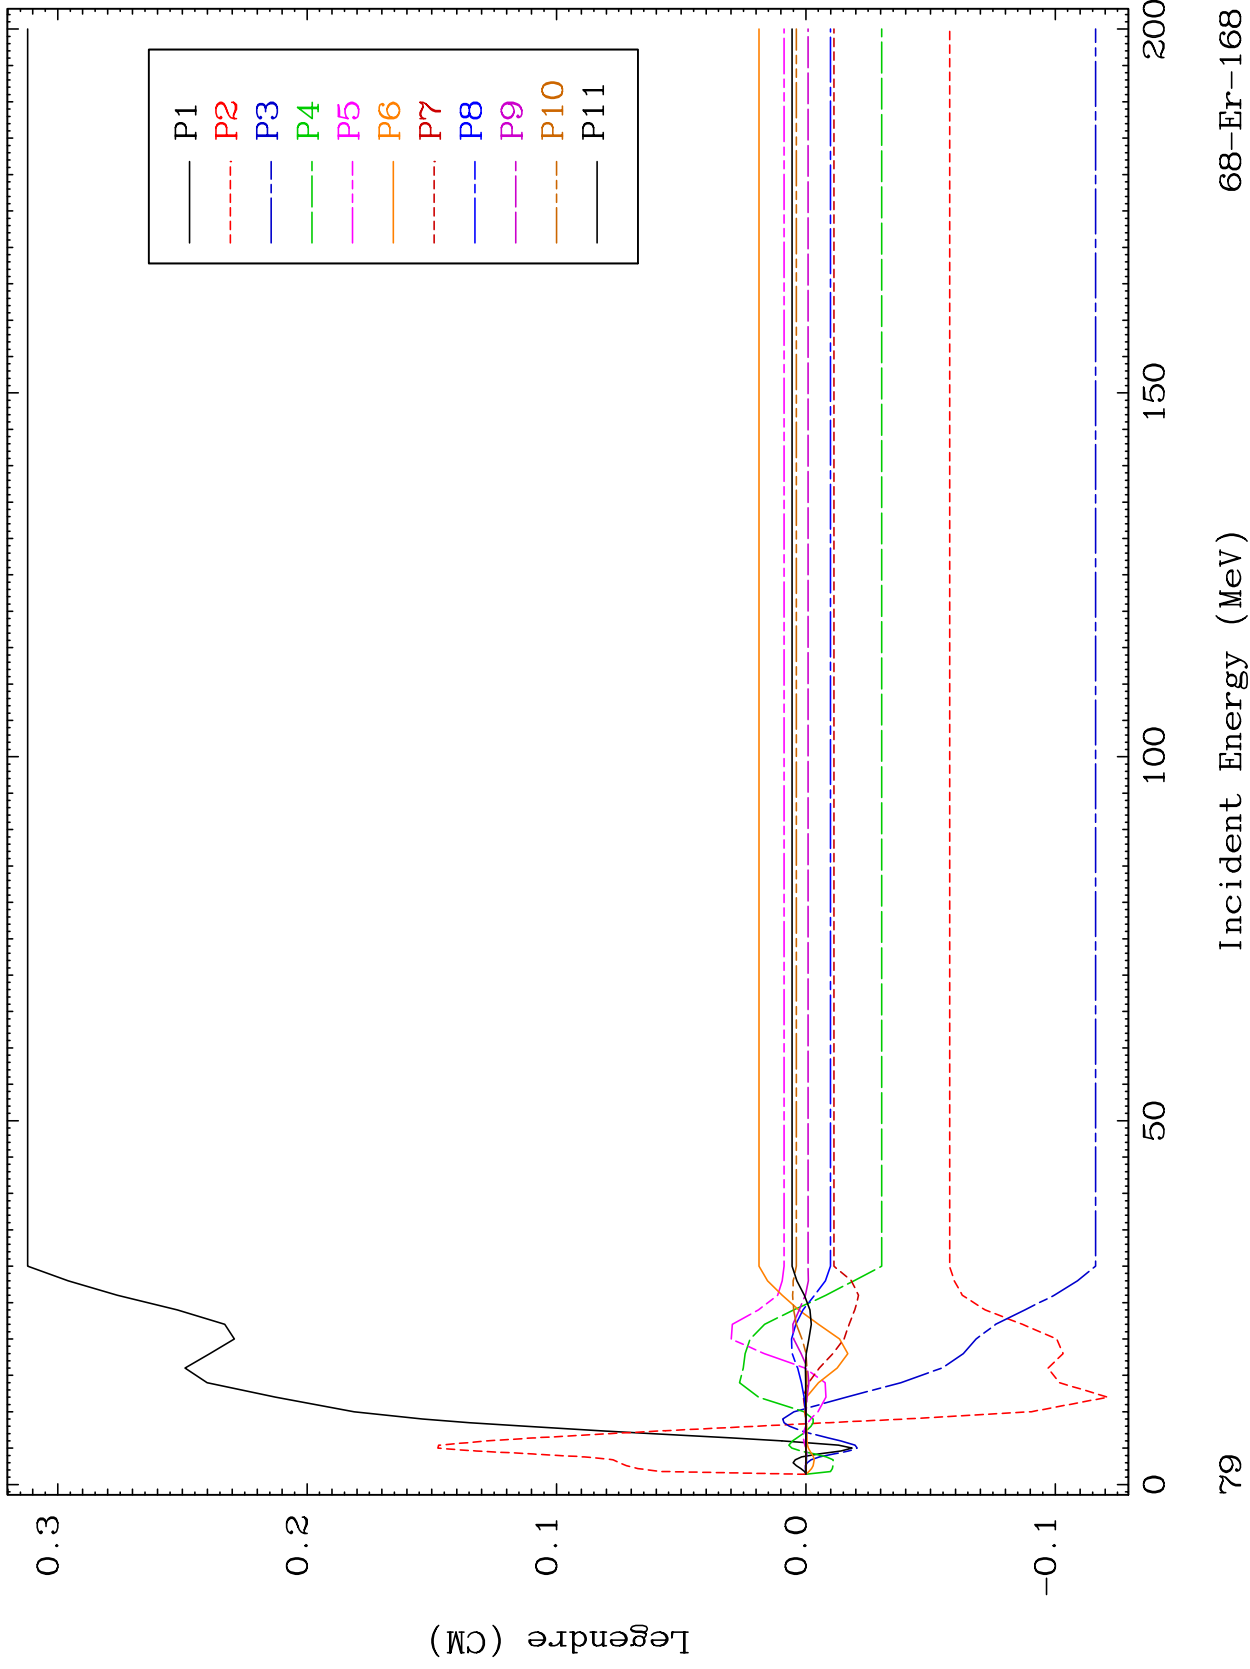 0.3
0.2
0.1
0.0
-0.1
Legendre (CM)
P1
P2
P3
P4
P5
P6
P7
P8
P9
P10
P11
0
50
100
150
200
79
Incident Energy (MeV)
68-Er-168